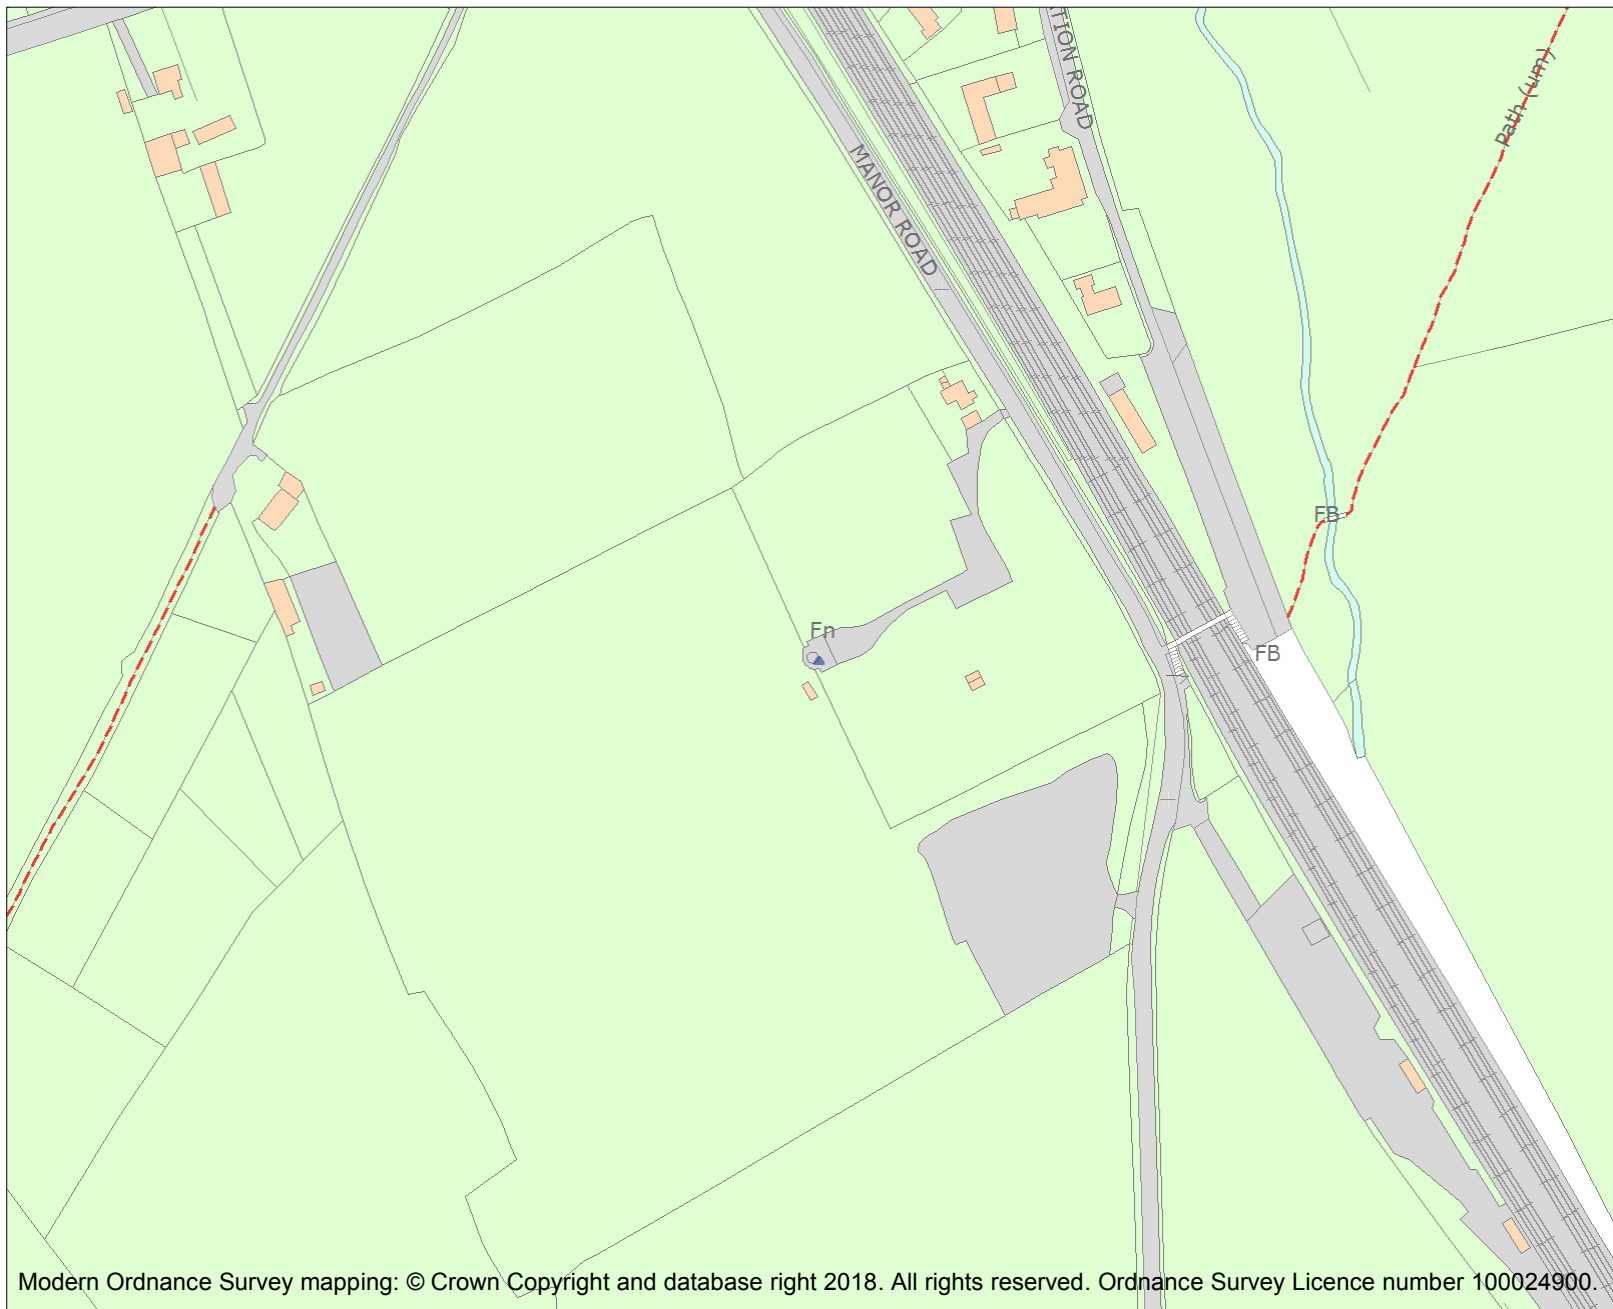 ATION ROAD
Path (um)
MANOR ROAD
FB
Fn
FB
Modern Ordnance Survey mapping: © Crown Copyright and database right 2018. All rights reserved. Ordnance Survey Licence number 100024900.